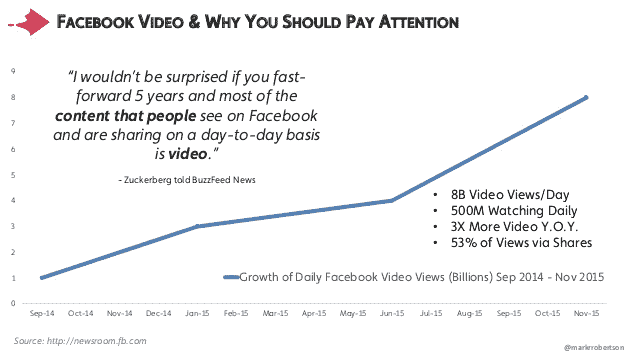 FACEBOOK VIDEO & WHY YOU SHOULD PAY ATTENTION
“I wouldn’t be surprised if you fast-
forward 5 years and most of the
content that people see on Facebook
and are sharing on a day-to-day basis
is video.”
- Zuckerberg told BuzzFeed News
9
8
7
6
5
4
3
2
1
0
• 8B Video Views/Day
• 500M Watching Daily
• 3X More Video Y.O.Y.
• 53% of Views via Shares
Growth of Daily Facebook Video Views (Billions) Sep 2014 - Nov 2015
Sep-14 Oct-14 Nov-14 Dec-14 Jan-15 Feb-15 Mar-15 Apr-15 May-15 Jun-15 Jul-15 Aug-15 Sep-15 Oct-15 Nov-15
Source: http://newsroom.fb.com
@markrrobertson